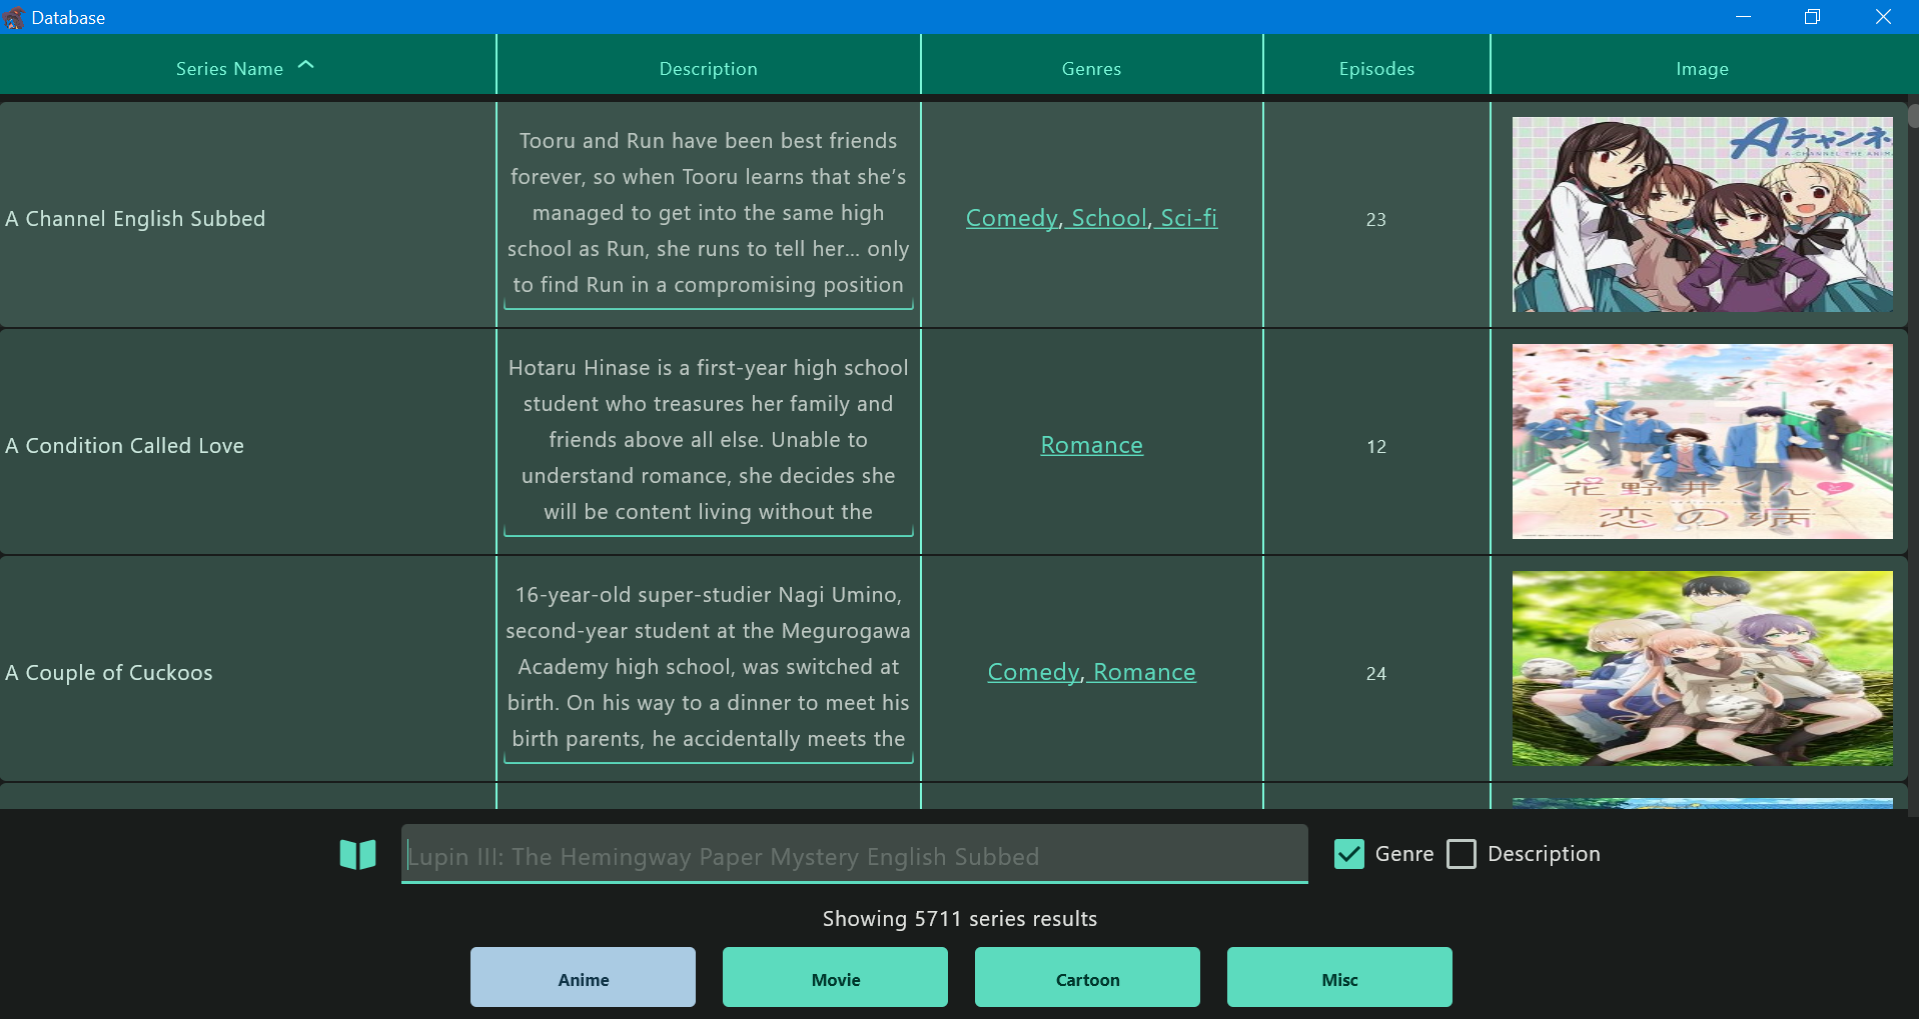 Database
Series Name
Description
Genres
Episodes
Image
A Channel English Subbed
Tooru and Run have been best friends
forever, so when Tooru learns that she’s
managed to get into the same high
school as Run, she runs to tell her... only
to find Run in a compromising position
Comedy, School, Sci-fi
23
Aチャンネ
A-CHANNEL THE ANIM
A Condition Called Love
Hotaru Hinase is a first-year high school
student who treasures her family and
friends above all else. Unable to
understand romance, she decides she
will be content living without the
Romance
12
花野井くんと
恋の病
A Couple of Cuckoos
16-year-old super-studier Nagi Umino,
second-year student at the Megurogawa
Academy high school, was switched at
birth. On his way to a dinner to meet his
birth parents, he accidentally meets the
Comedy, Romance
24
Lupin III: The Hemingway Paper Mystery English Subbed
Genre
Description
Showing 5711 series results
Anime
Movie
Cartoon
Misc